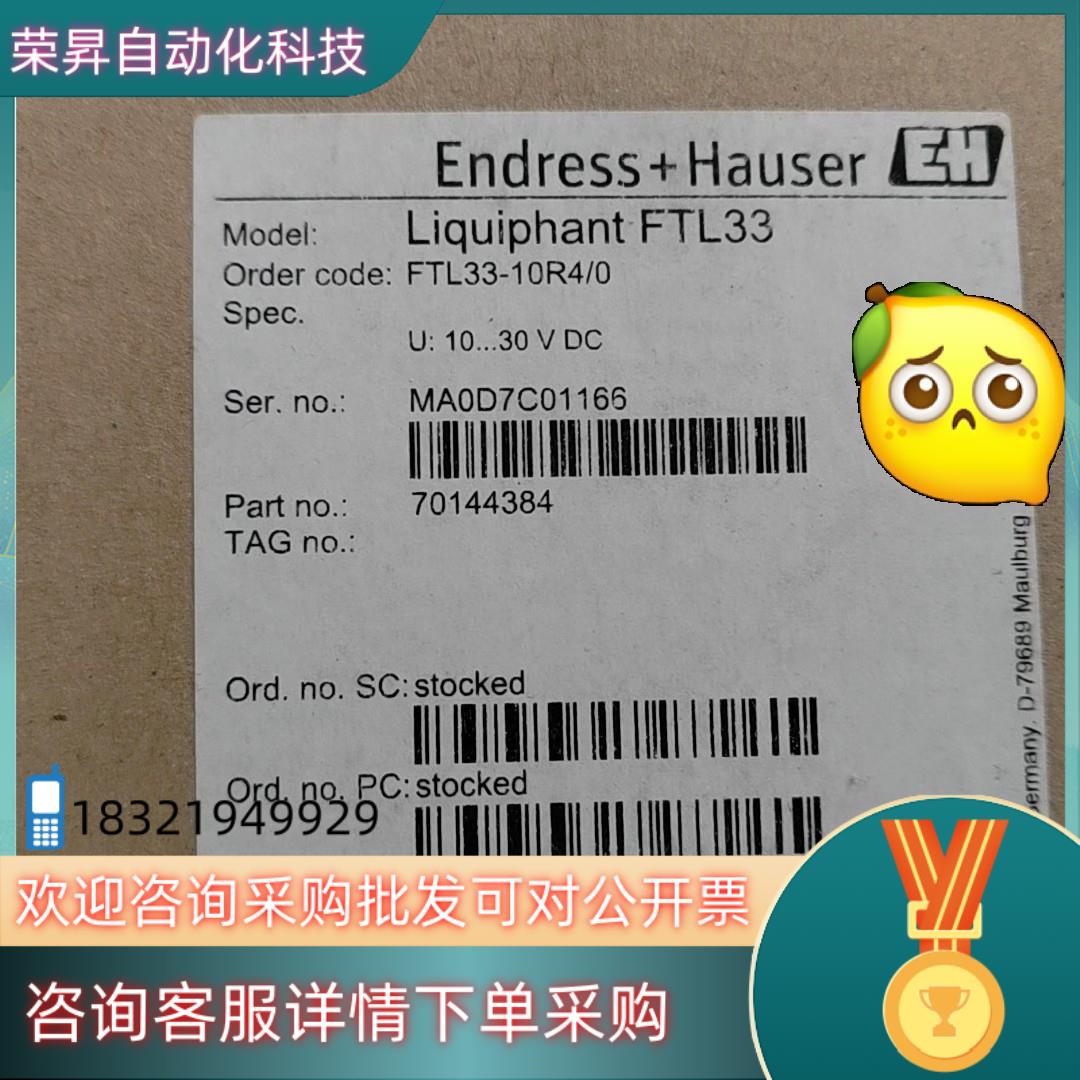 荣昇自动化科技
Endress+Hauser EH
Model: Liquiphant FTL33
Order code: FTL33-10R4/0
Spec.
U: 10...30 V DC
Ser. no.: MA0D7C01166
Part no.: 70144384
TAG no.:
Ord. no. SC: stocked
Ord. no. PC: stocked
D-79689 Maulburg
18321949929
欢迎咨询采购批发可对公开票
咨询客服详情下单采购